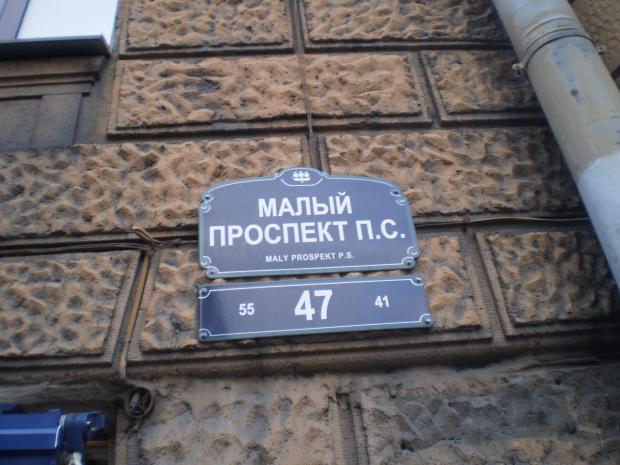 МАЛЫЙ
ПРОСПЕКТ П.С.
MALY PROSPEKT P.S.
55 47 41